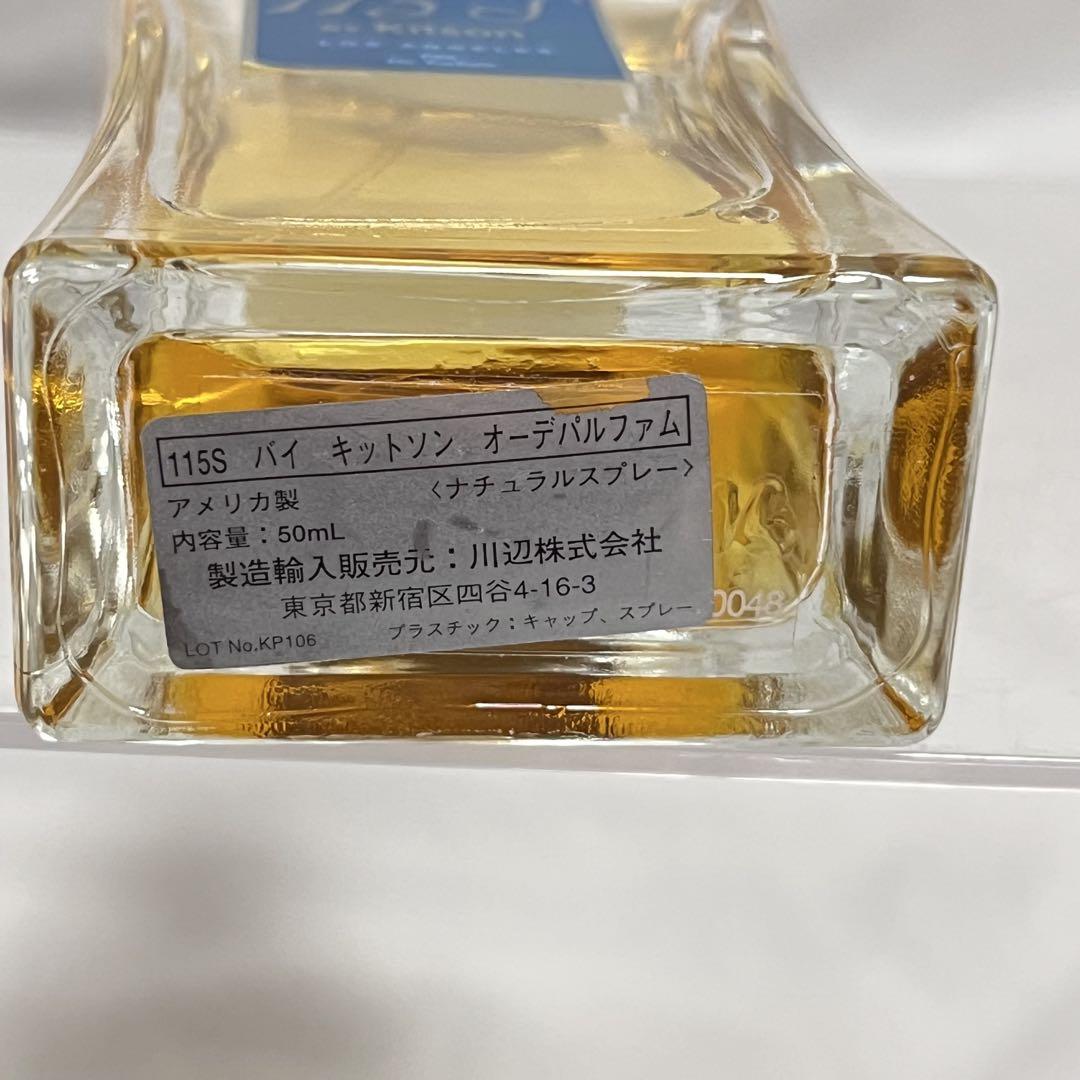 LOS ANGELES
115S バイ キットソン オーデパルファム
アメリカ製 〈ナチュラルスプレー〉
内容量:50mL
製造輸入販売元:川辺株式会社
東京都新宿区四谷4-16-3
LOT No.KP106 プラスチック:キャップ、スプレー
0048